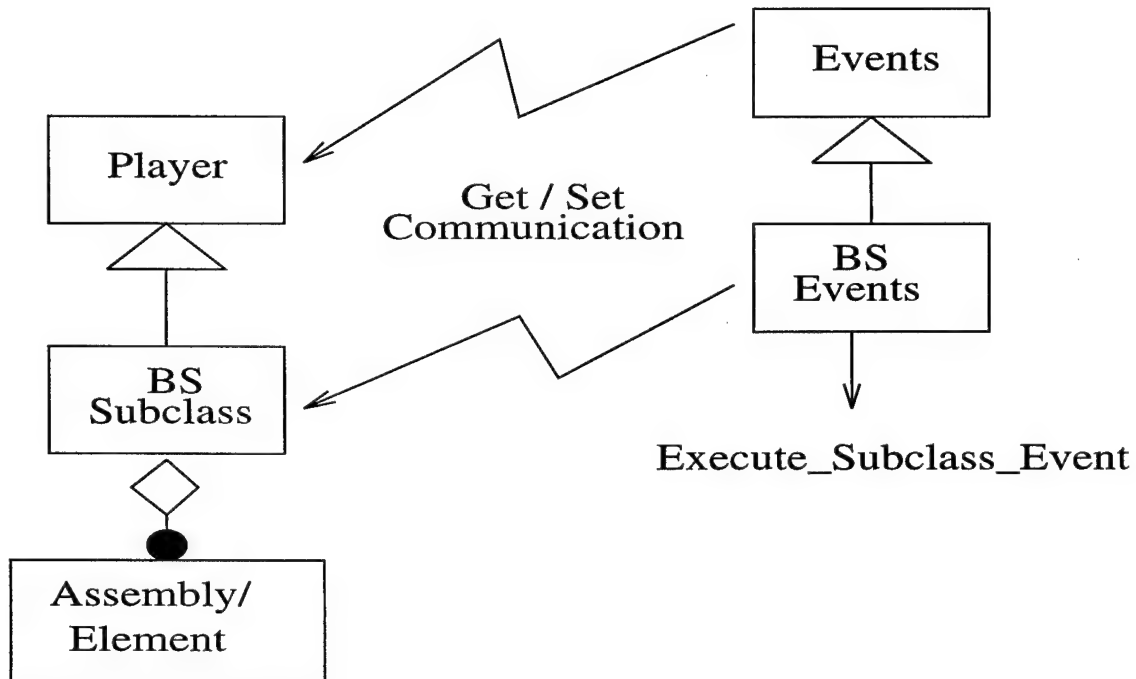 Events
Player
Get / Set
Communication
BS
Events
BS
Subclass
Execute_Subclass_Event
Assembly/
Element